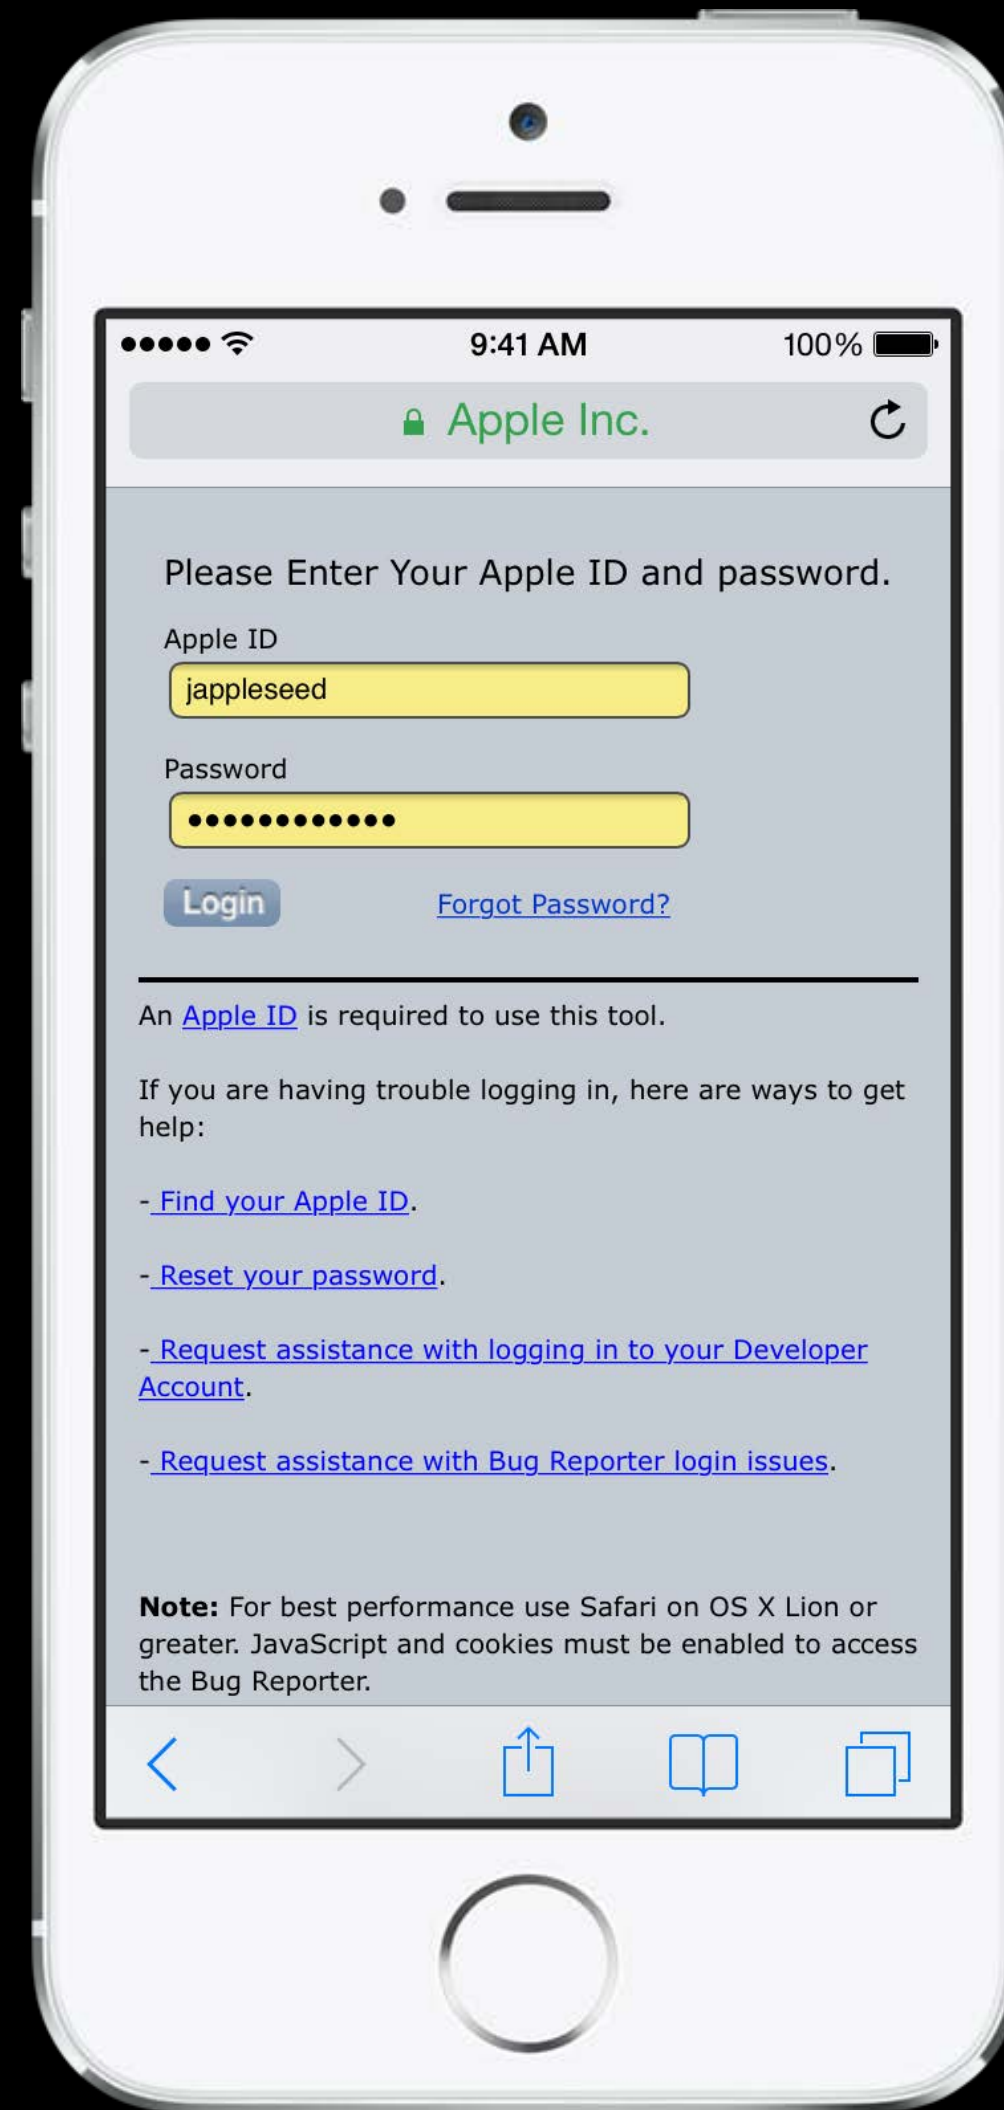 9:41 AM 100%
Apple Inc.
Please Enter Your Apple ID and password.
Apple ID
jappleseed
Password
••••••••••••
Login Forgot Password?
An Apple ID is required to use this tool.
If you are having trouble logging in, here are ways to get
help:
- Find your Apple ID.
- Reset your password.
- Request assistance with logging in to your Developer
Account.
- Request assistance with Bug Reporter login issues.
Note: For best performance use Safari on OS X Lion or
greater. JavaScript and cookies must be enabled to access
the Bug Reporter.